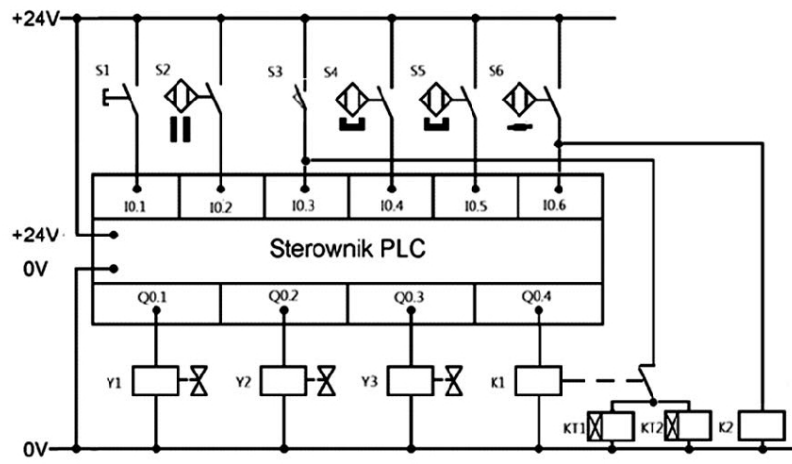 +24V
S1 S2 S3 S4 S5 S6
I0.1 I0.2 I0.3 I0.4 I0.5 I0.6
+24V
Sterownik PLC
0V
Q0.1 Q0.2 Q0.3 Q0.4
Y1 Y2 Y3 K1
KT1 KT2 K2
0V